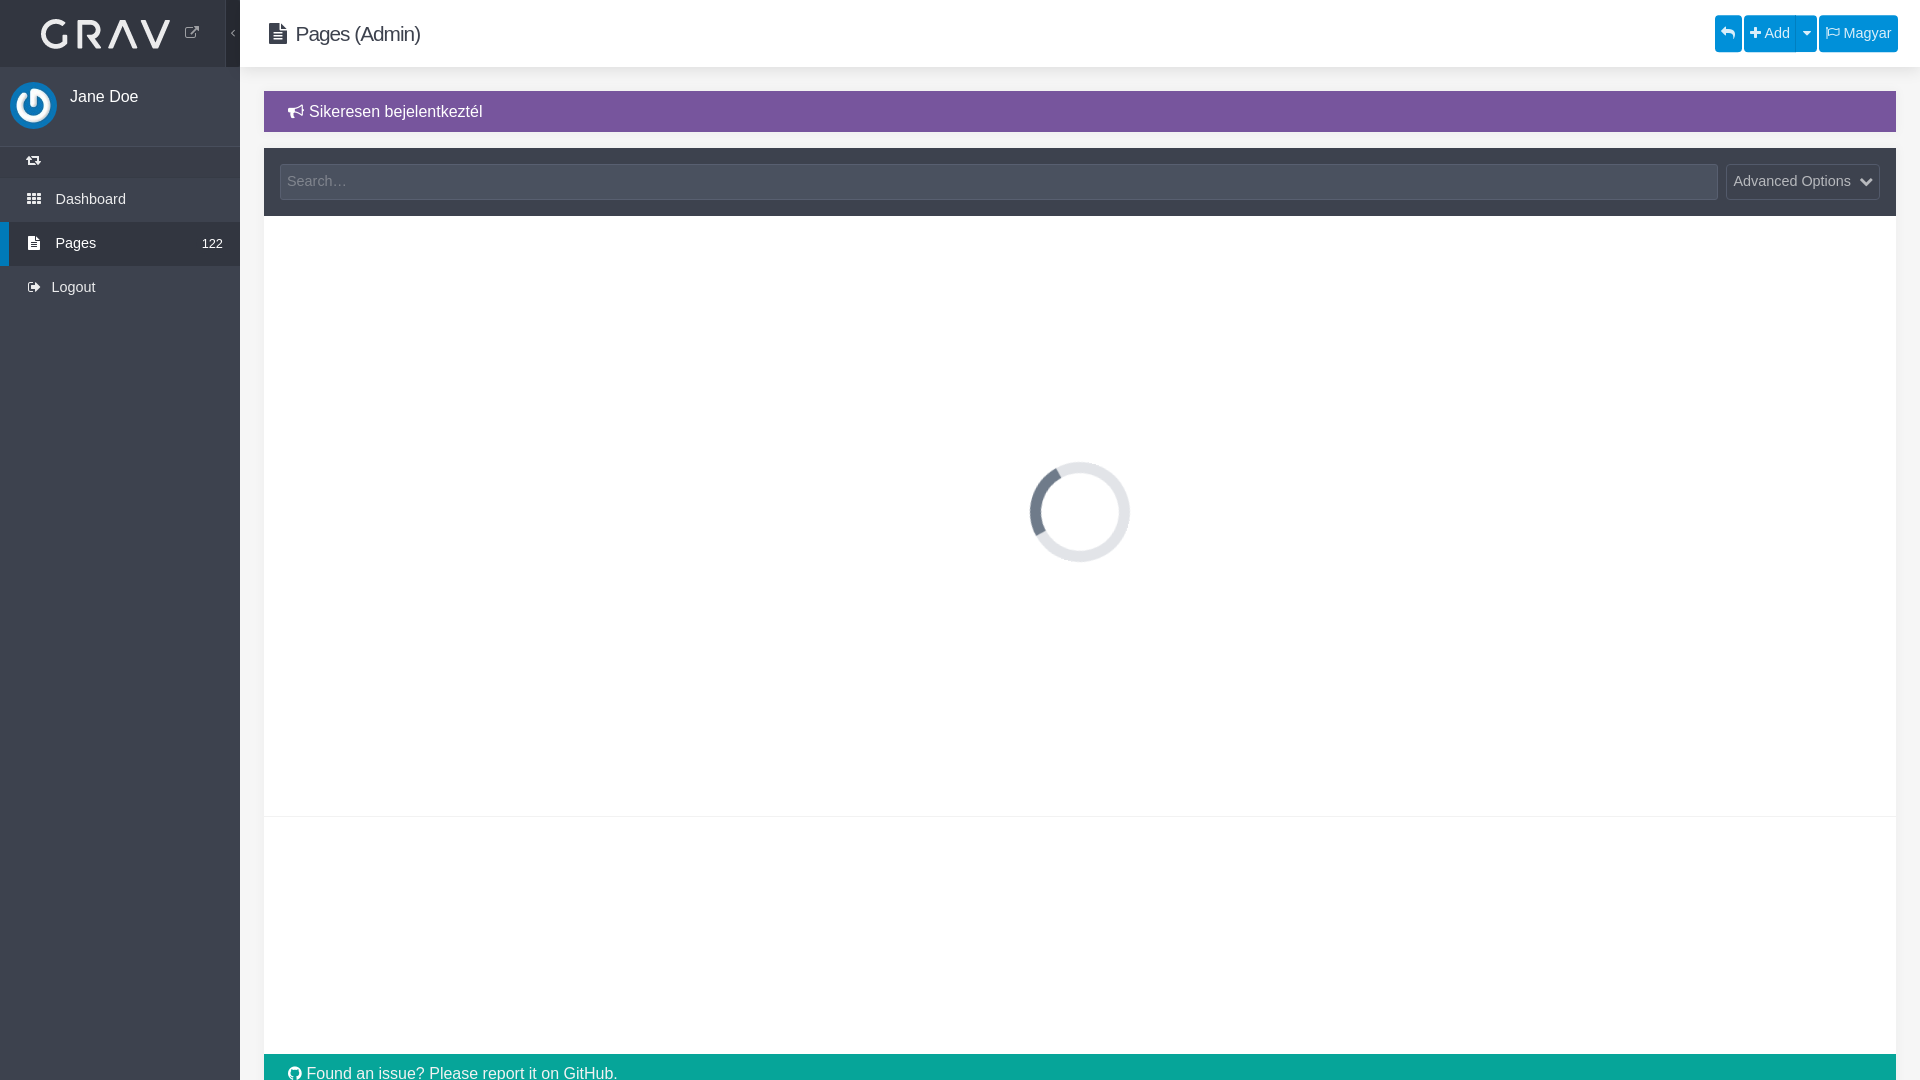 GRAV
Pages (Admin)
Add
Magyar
Jane Doe
Sikeresen bejelentkeztél
Search…
Advanced Options
Dashboard
Pages
122
Logout
Found an issue? Please report it on GitHub.